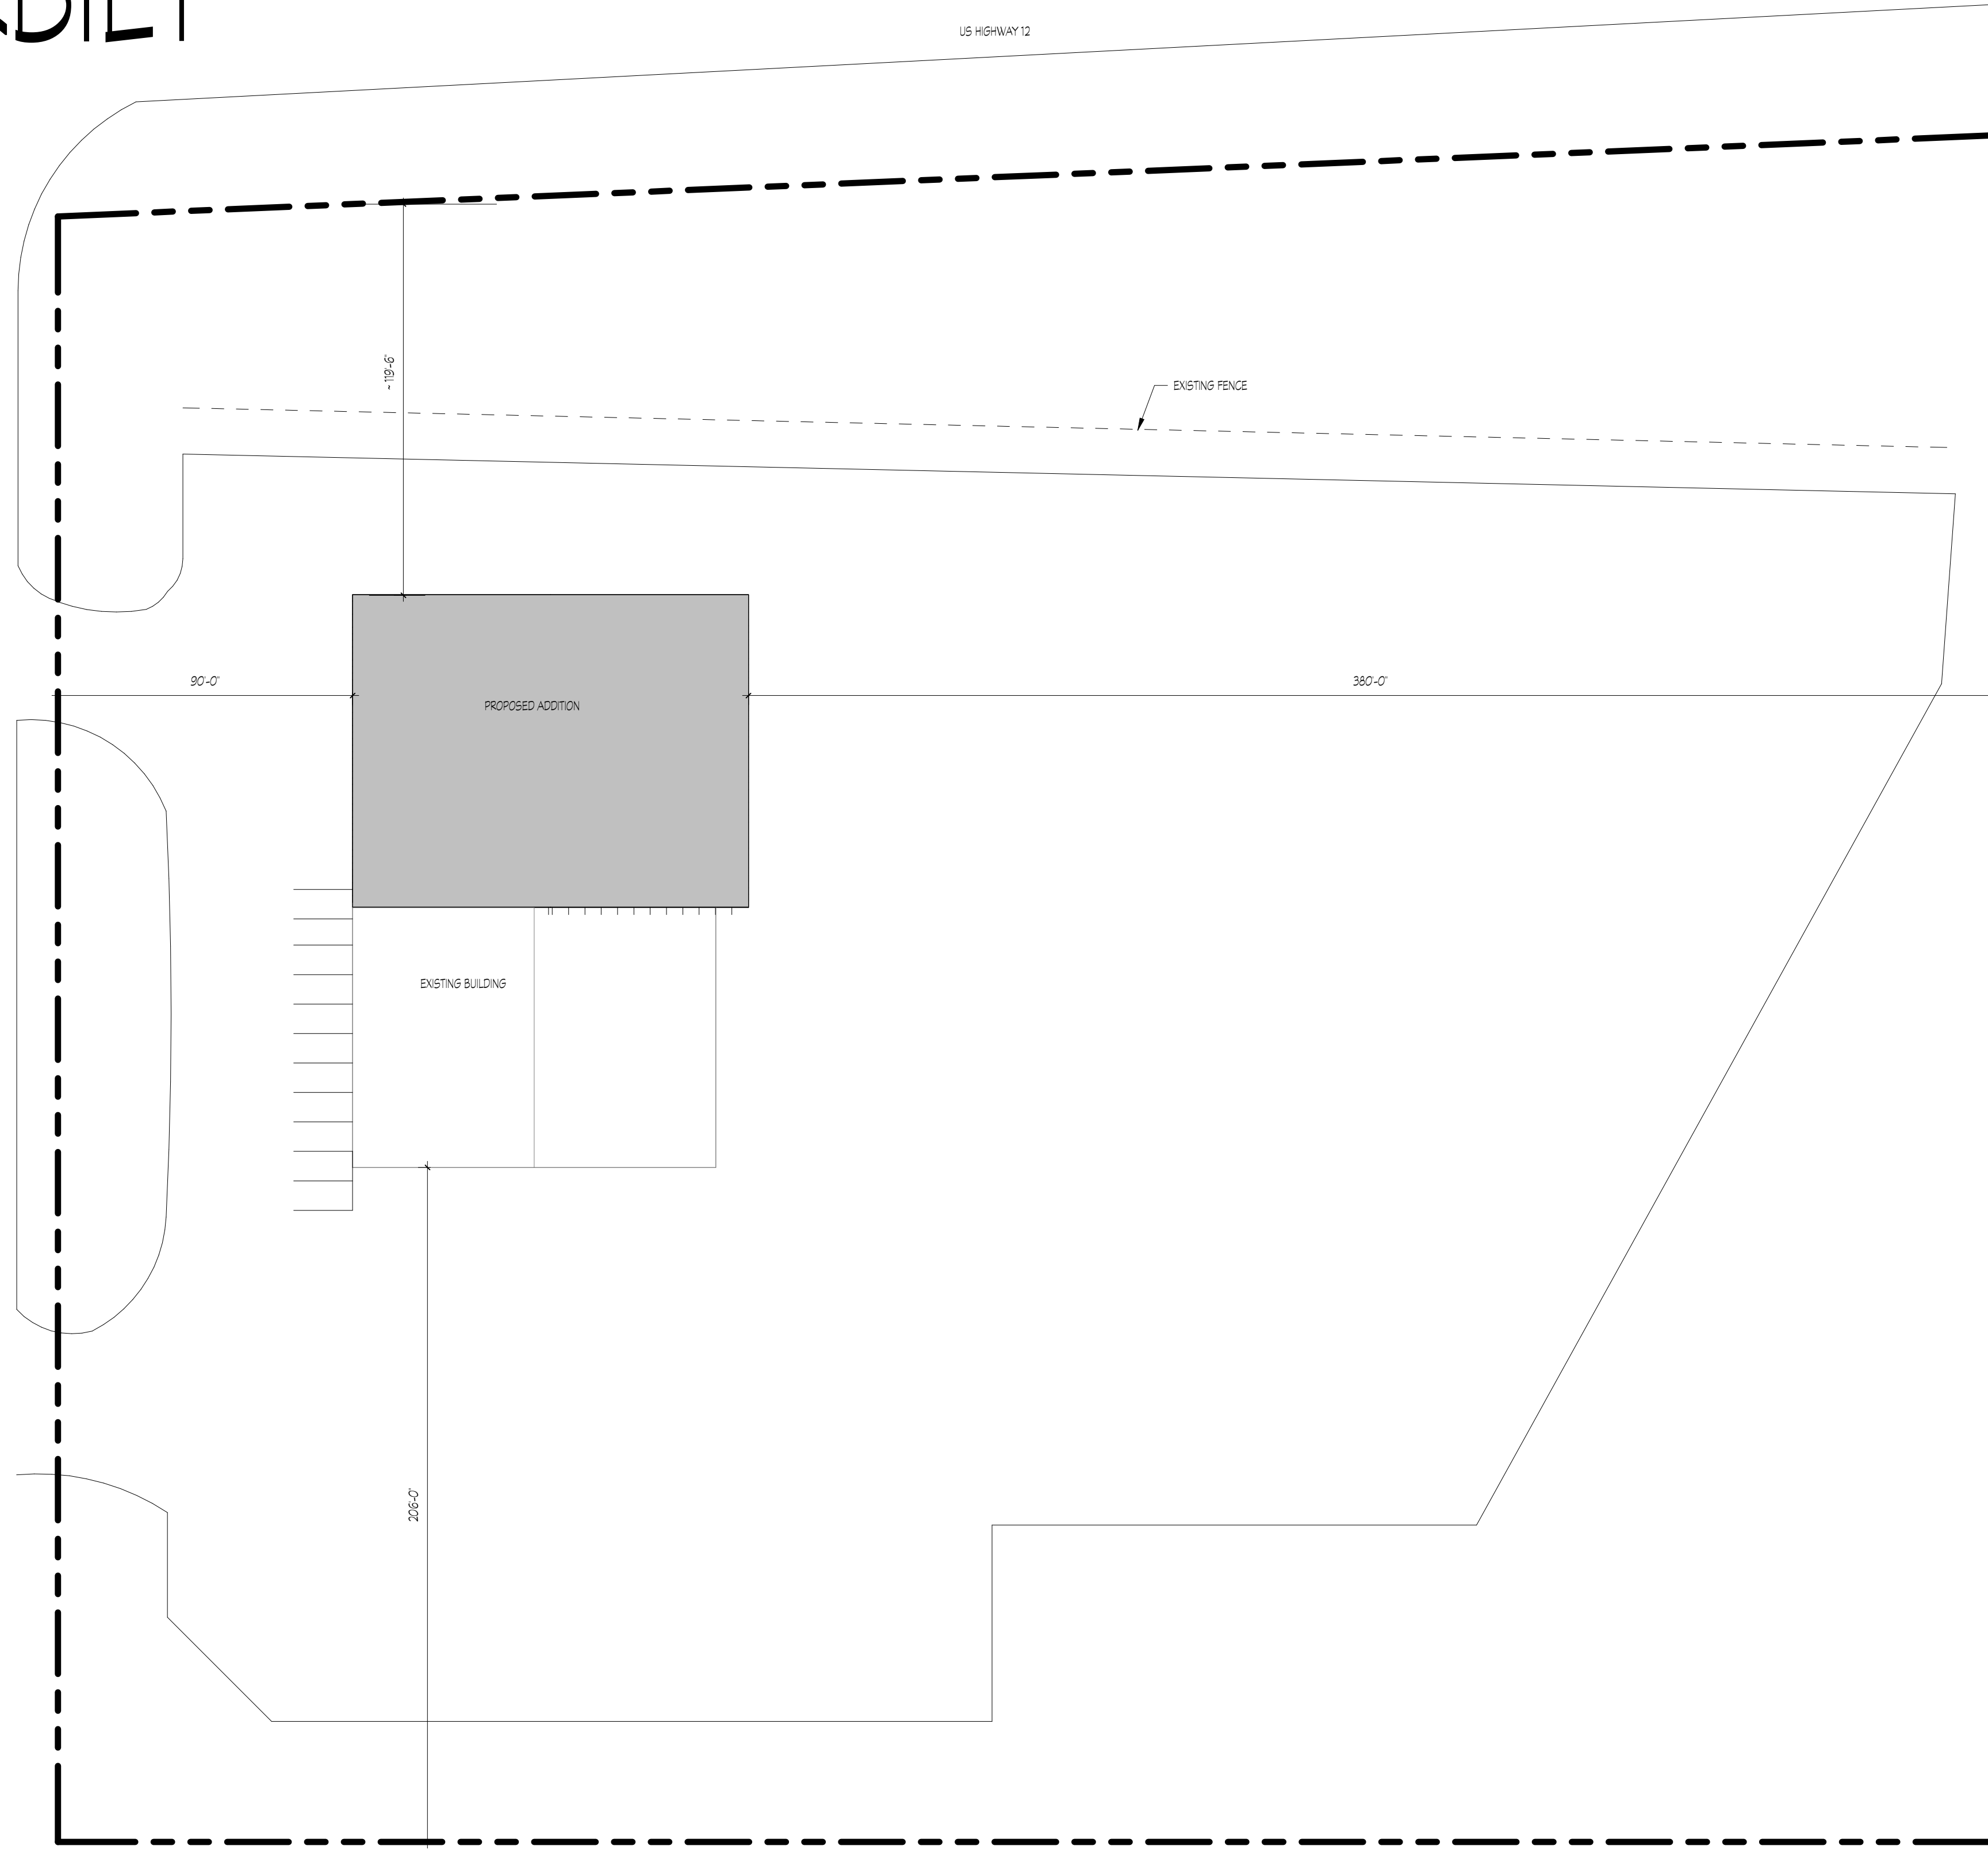 US HIGHWAY 12
~ 119'-6"
EXISTING FENCE
90'-0"
380'-0"
PROPOSED ADDITION
EXISTING BUILDING
206'-0"